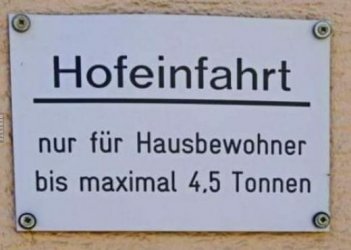 Hofeinfahrt
nur für Hausbewohner
bis maximal 4,5 Tonnen